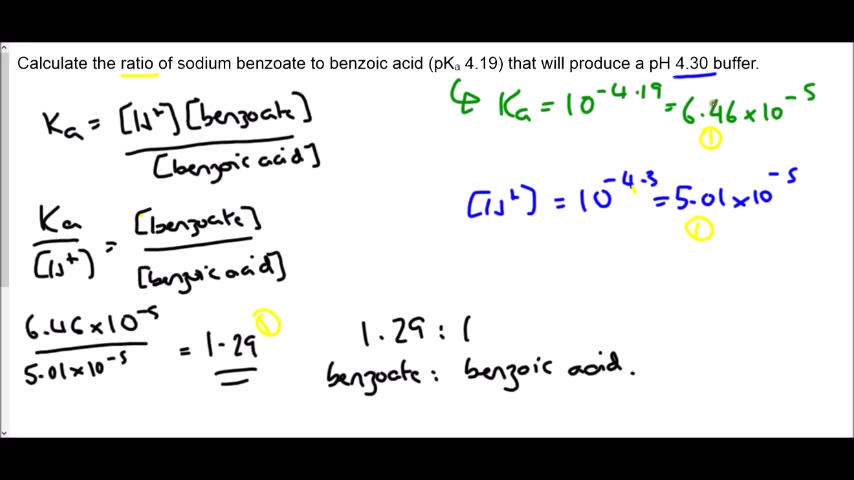 Calculate the ratio of sodium benzoate to benzoic acid (pKₐ 4.19) that will produce a pH 4.30 buffer.
↳ Ka = 10^-4.19 = 6.46 x 10^-5
①
Ka = [H+][benzoate] / [benzoic acid]
[H+] = 10^-4.3 = 5.01 x 10^-5
①
Ka / [H+] = [benzoate] / [benzoic acid]
6.46 x 10^-5 / 5.01 x 10^-5 = 1.29 ①
1.29 : 1
benzoate : benzoic acid.